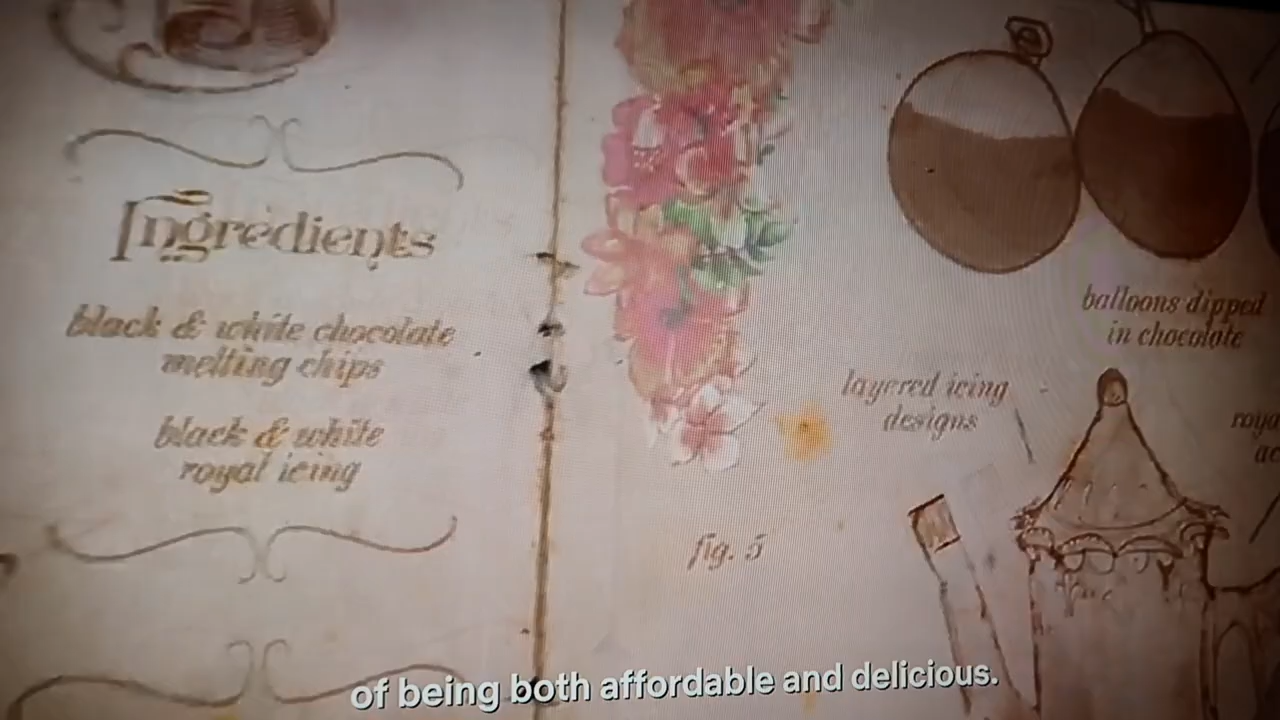 Ingredients
black & white chocolate
melting chips
black & white
royal icing
balloons dipped
in chocolate
layered icing
designs
fig. 5
of being both affordable and delicious.